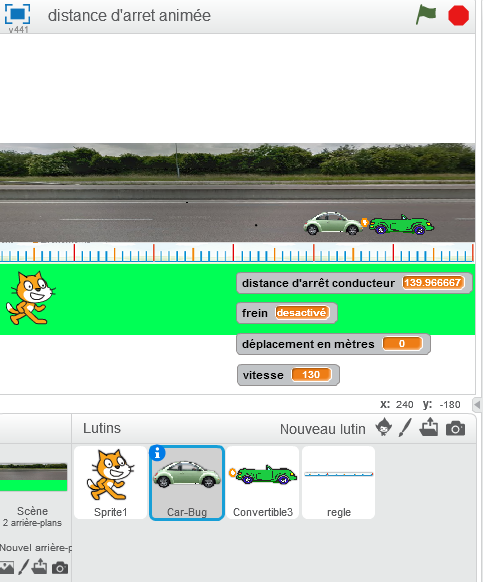 distance d'arret animée
v441
distance d'arrêt conducteur 139.966667
frein desactivé
déplacement en mètres 0
vitesse 130
x: 240 y: -180
Lutins
Nouveau lutin
Scène
2 arrière-plans
Nouvel arrière-p
Sprite1
Car-Bug
Convertible3
regle